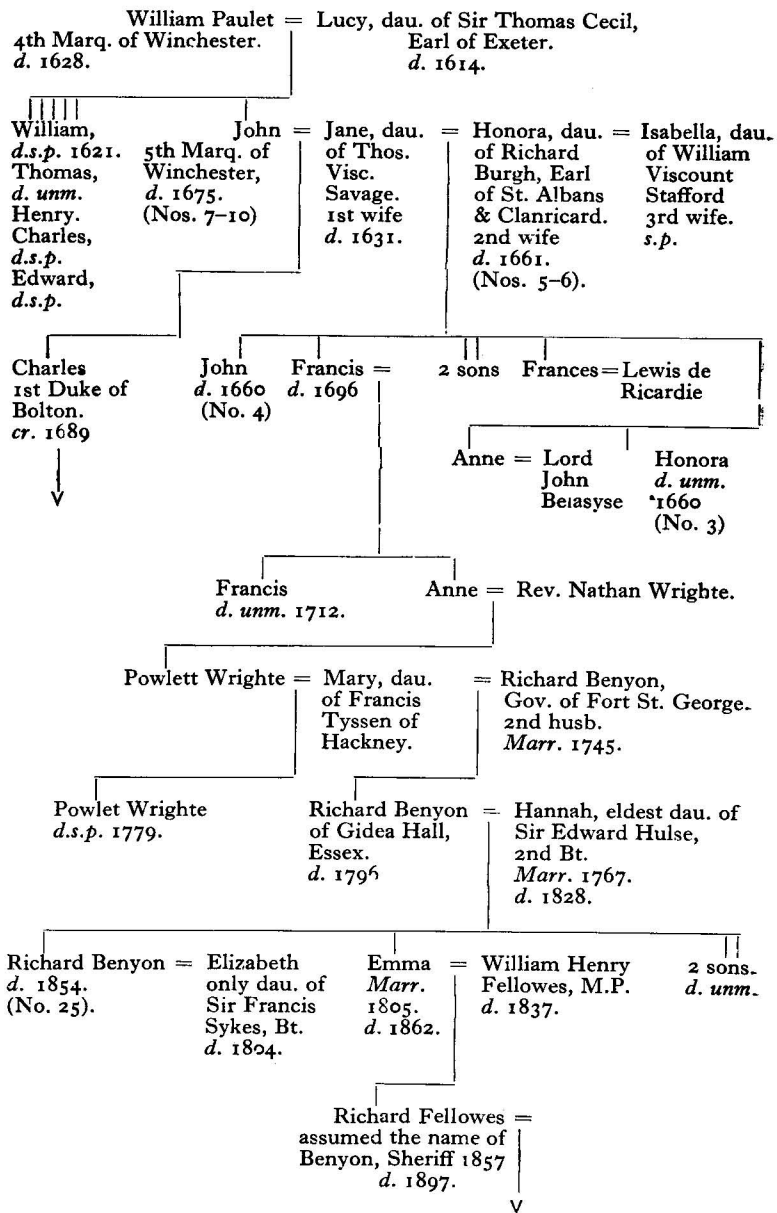 William Paulet = Lucy, dau. of Sir Thomas Cecil,
4th Marq. of Winchester. Earl of Exeter.
d. 1628. d. 1614.
William, John = Jane, dau. = Honora, dau. = Isabella, dau.
d.s.p. 1621. 5th Marq. of of Thos. of Richard of William
Thomas, Winchester, Visc. Burgh, Earl Viscount
d. unm. d. 1675. Savage. of St. Albans Stafford
Henry. (Nos. 7-10) 1st wife & Clanricard. 3rd wife.
Charles, d. 1631. 2nd wife s.p.
d.s.p. d. 1661.
Edward, (Nos. 5-6).
d.s.p.
Charles John Francis = 2 sons Frances = Lewis de
1st Duke of d. 1660 d. 1696 Ricardie
Bolton. (No. 4)
cr. 1689
Anne = Lord Honora
John d. unm.
Belasyse 1660
(No. 3)
Francis Anne = Rev. Nathan Wrighte.
d. unm. 1712.
Powlett Wrighte = Mary, dau. = Richard Benyon,
of Francis Gov. of Fort St. George.
Tyssen of 2nd husb.
Hackney. Marr. 1745.
Powlet Wrighte Richard Benyon = Hannah, eldest dau. of
d.s.p. 1779. of Gidea Hall, Sir Edward Hulse,
Essex. 2nd Bt.
d. 1796 Marr. 1767.
d. 1828.
Richard Benyon = Elizabeth Emma = William Henry 2 sons.
d. 1854. only dau. of Marr. Fellowes, M.P. d. unm.
(No. 25). Sir Francis 1805. d. 1837.
Sykes, Bt. d. 1862.
d. 1804.
Richard Fellowes =
assumed the name of
Benyon, Sheriff 1857
d. 1897.